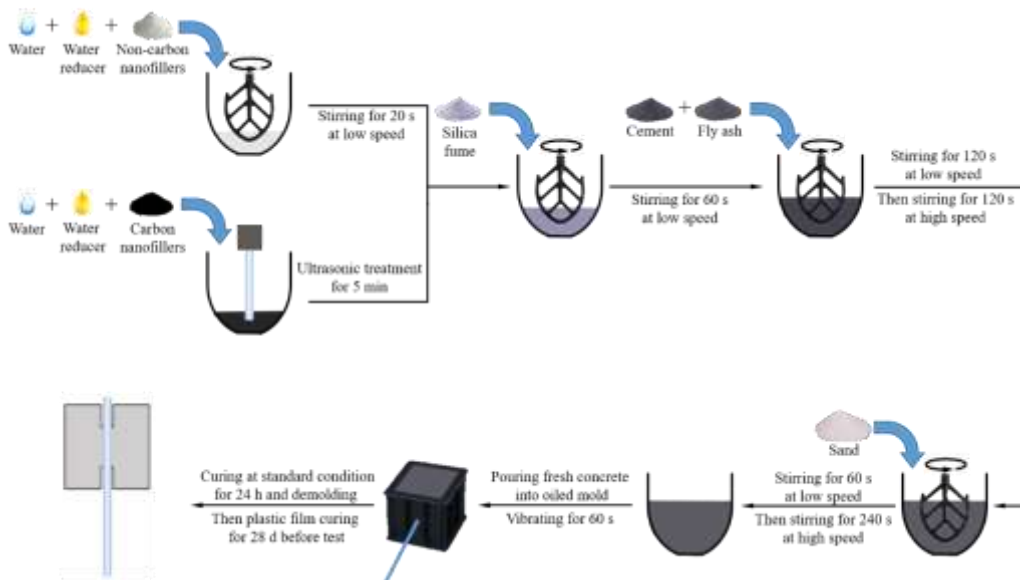 Water
Water
reducer
Non-carbon
nanofillers
Stirring for 20 s
at low speed
Silica
fume
Cement
Fly ash
Stirring for 60 s
at low speed
Stirring for 120 s
at low speed
Then stirring for 120 s
at high speed
Water
Water
reducer
Carbon
nanofillers
Ultrasonic treatment
for 5 min
Sand
Stirring for 60 s
at low speed
Then stirring for 240 s
at high speed
Pouring fresh concrete
into oiled mold
Vibrating for 60 s
Curing at standard condition
for 24 h and demolding
Then plastic film curing
for 28 d before test